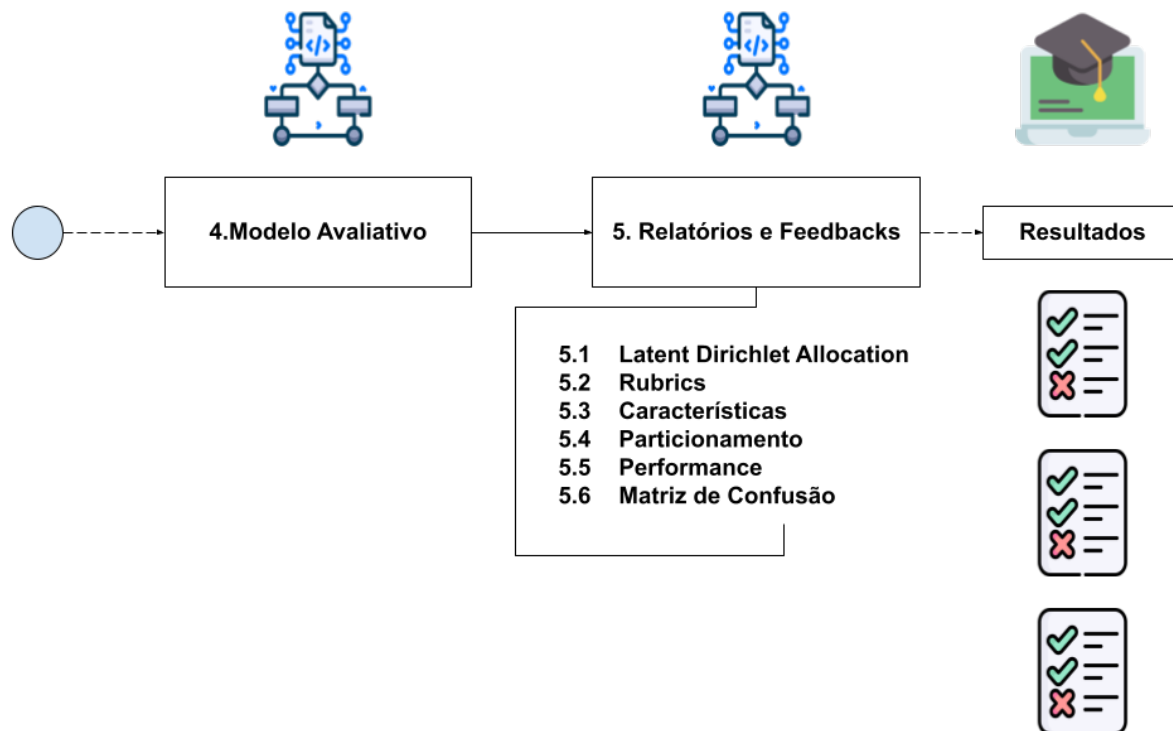 </>
</>
4.Modelo Avaliativo
5. Relatórios e Feedbacks
Resultados
5.1 Latent Dirichlet Allocation
5.2 Rubrics
5.3 Características
5.4 Particionamento
5.5 Performance
5.6 Matriz de Confusão